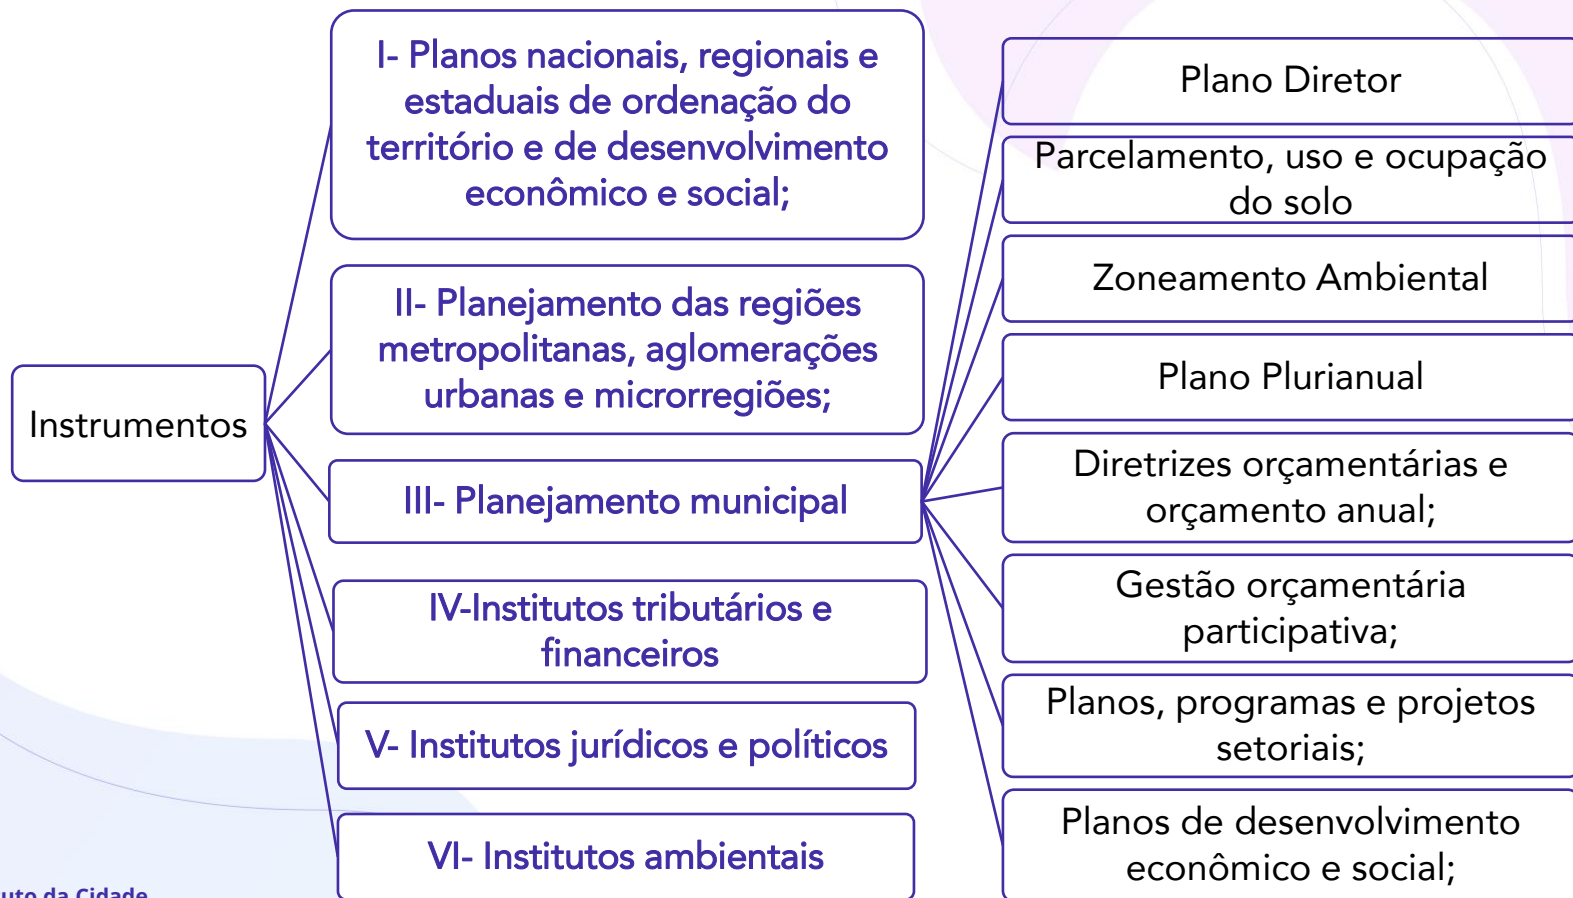 Instrumentos
I- Planos nacionais, regionais e
estaduais de ordenação do
território e de desenvolvimento
econômico e social;
II- Planejamento das regiões
metropolitanas, aglomerações
urbanas e microrregiões;
III- Planejamento municipal
IV-Institutos tributários e
financeiros
V- Institutos jurídicos e políticos
VI- Institutos ambientais
Plano Diretor
Parcelamento, uso e ocupação
do solo
Zoneamento Ambiental
Plano Plurianual
Diretrizes orçamentárias e
orçamento anual;
Gestão orçamentária
participativa;
Planos, programas e projetos
setoriais;
Planos de desenvolvimento
econômico e social;
da Cidade